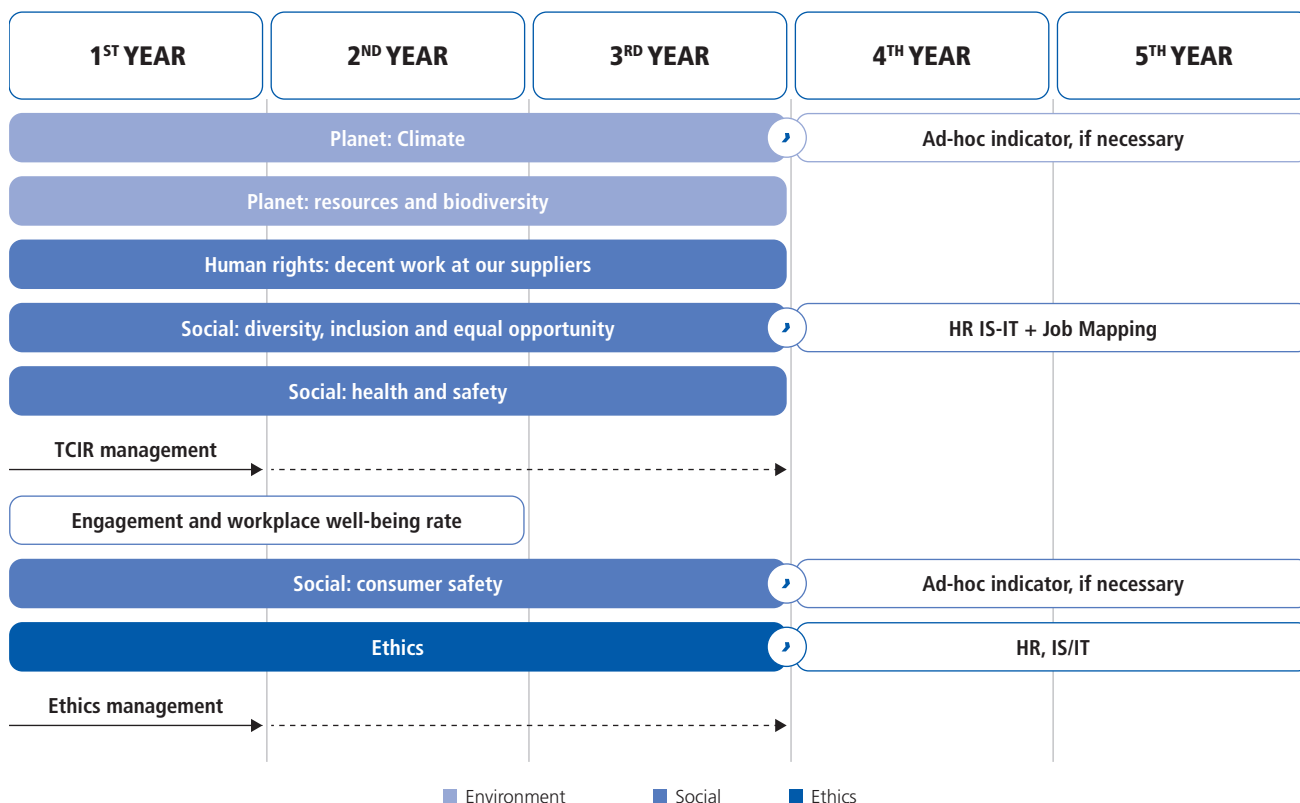 1ST YEAR
2ND YEAR
3RD YEAR
4TH YEAR
5TH YEAR
Planet: Climate
Ad-hoc indicator, if necessary
Planet: resources and biodiversity
Human rights: decent work at our suppliers
Social: diversity, inclusion and equal opportunity
HR IS-IT + Job Mapping
Social: health and safety
TCIR management
Engagement and workplace well-being rate
Social: consumer safety
Ad-hoc indicator, if necessary
Ethics
HR, IS/IT
Ethics management
Environment
Social
Ethics